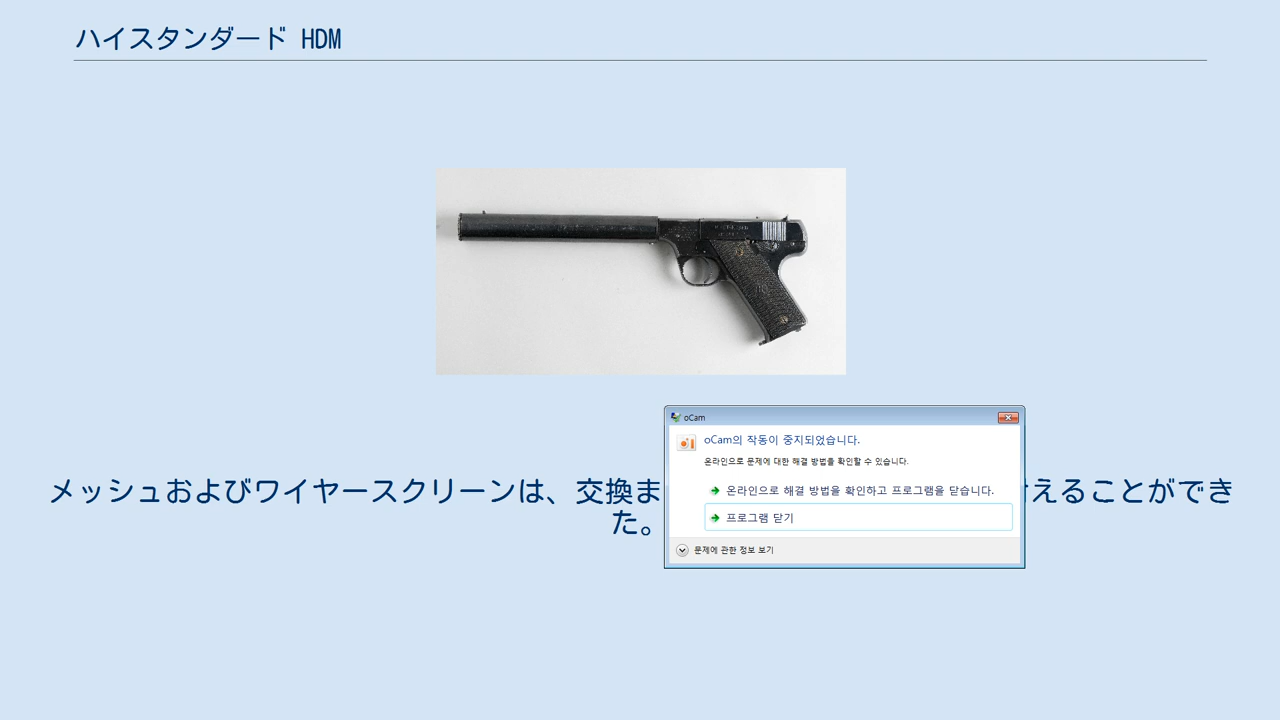 ハイスタンダード HDM
oCam
oCam의 작동이 중지되었습니다.
온라인으로 문제에 대한 해결 방법을 확인할 수 있습니다.
온라인으로 해결 방법을 확인하고 프로그램을 닫습니다.
프로그램 닫기
문제에 관한 정보 보기
メッシュおよびワイヤースクリーンは、交換ま えることができ
た。